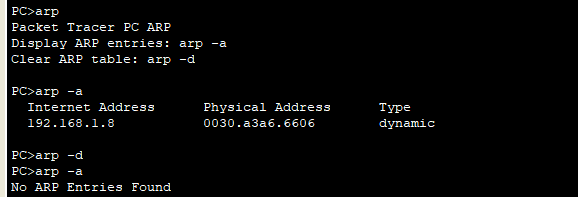 PC>arp
Packet Tracer PC ARP
Display ARP entries: arp -a
Clear ARP table: arp -d
PC>arp -a
Internet Address Physical Address Type
192.168.1.8 0030.a3a6.6606 dynamic
PC>arp -d
PC>arp -a
No ARP Entries Found